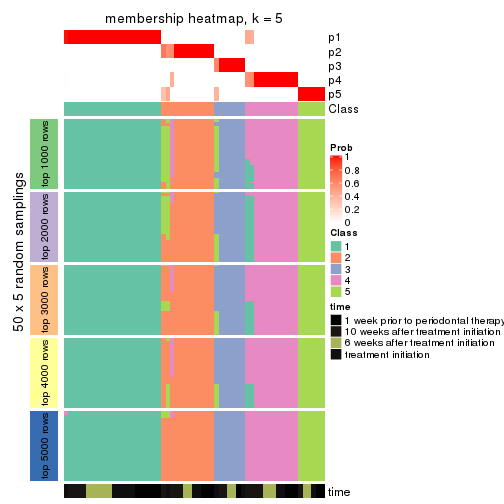 membership heatmap, k = 5
p1
p2
p3
p4
p5
Class
50 x 5 random samplings
top 1000 rows
top 2000 rows
top 3000 rows
top 4000 rows
top 5000 rows
time
Prob
1
0.8
0.6
0.4
0.2
0
Class
1
2
3
4
5
time
1 week prior to periodontal therapy
10 weeks after treatment initiation
6 weeks after treatment initiation
treatment initiation